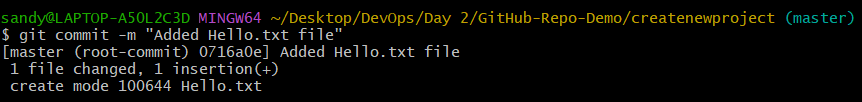 sandy@LAPTOP-A50L2C3D MINGW64 ~/Desktop/DevOps/Day 2/GitHub-Repo-Demo/createnewproject (master)
$ git commit -m "Added Hello.txt file"
[master (root-commit) 0716a0e] Added Hello.txt file
 1 file changed, 1 insertion(+)
 create mode 100644 Hello.txt